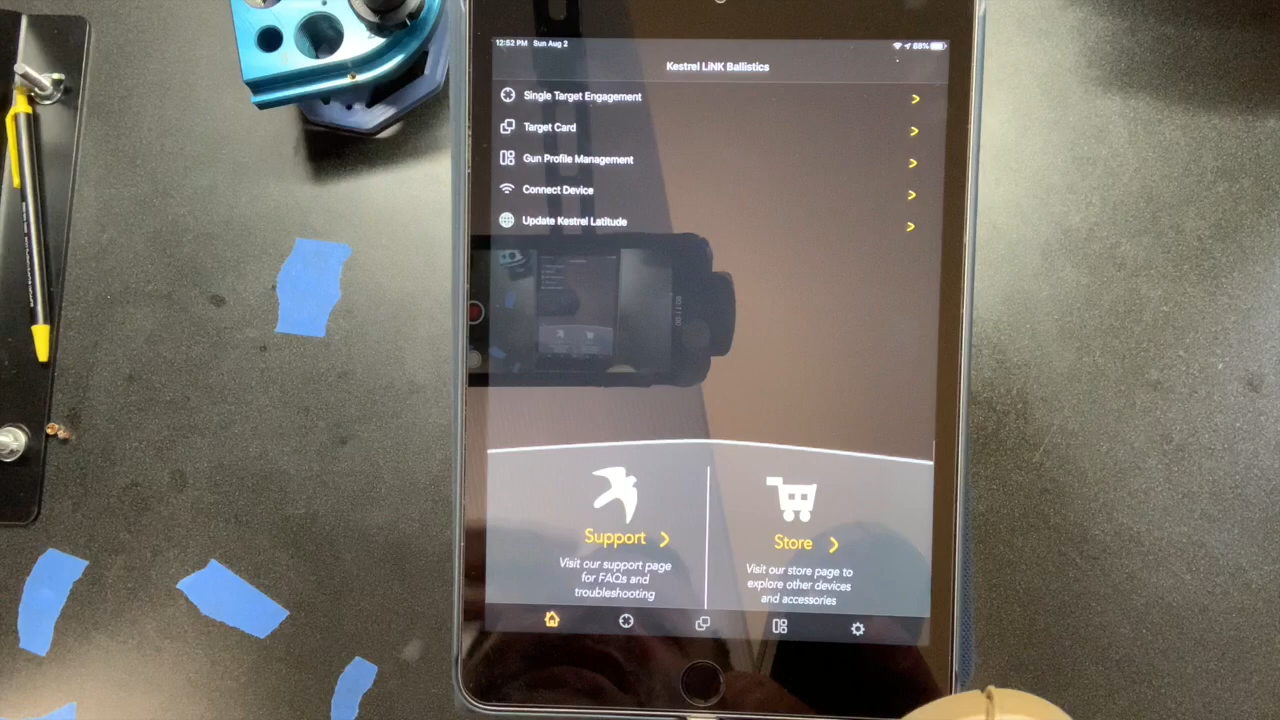 12:52 PM Sun Aug 2
68%
Kestrel LiNK Ballistics
Single Target Engagement
Target Card
Gun Profile Management
Connect Device
Update Kestrel Latitude
Support
Visit our support page
for FAQs and
troubleshooting
Store
Visit our store page to
explore other devices
and accessories